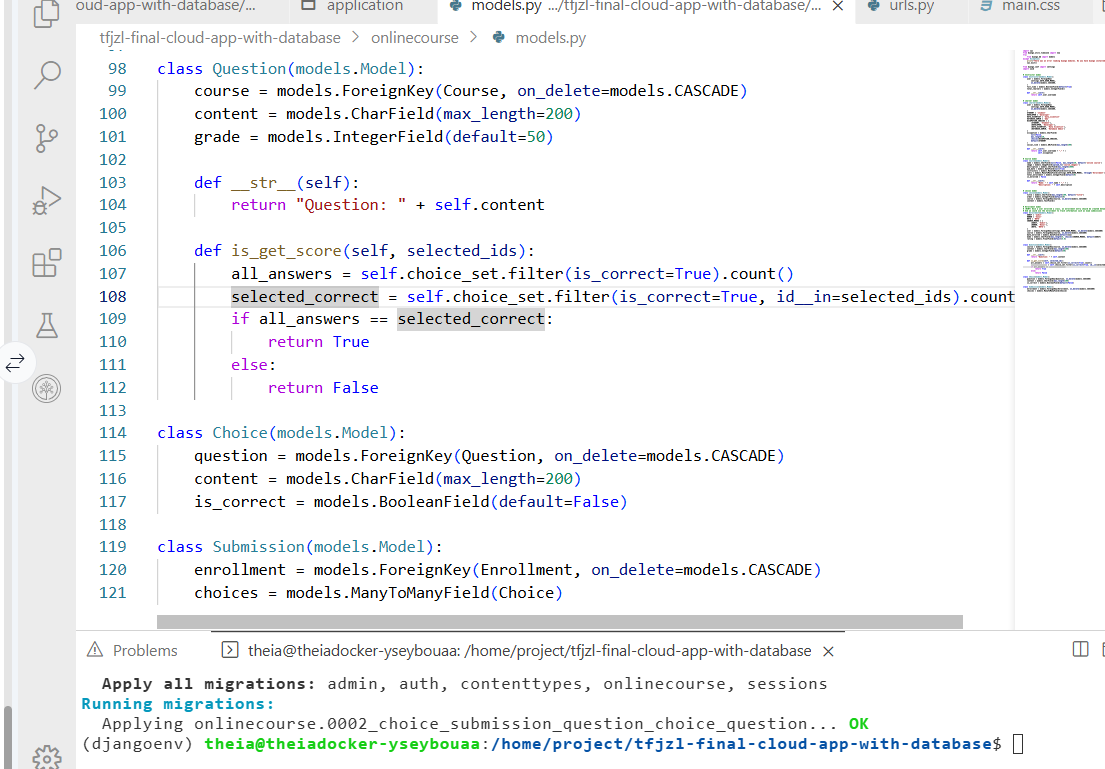 oud-app-with-database/... application models.py .../tfjzl-final-cloud-app-with-database/... urls.py main.css
tfjzl-final-cloud-app-with-database > onlinecourse > models.py
98 class Question(models.Model):
99 course = models.ForeignKey(Course, on_delete=models.CASCADE)
100 content = models.CharField(max_length=200)
101 grade = models.IntegerField(default=50)
102
103 def __str__(self):
104 return "Question: " + self.content
105
106 def is_get_score(self, selected_ids):
107 all_answers = self.choice_set.filter(is_correct=True).count()
108 selected_correct = self.choice_set.filter(is_correct=True, id__in=selected_ids).count
109 if all_answers == selected_correct:
110 return True
111 else:
112 return False
113
114 class Choice(models.Model):
115 question = models.ForeignKey(Question, on_delete=models.CASCADE)
116 content = models.CharField(max_length=200)
117 is_correct = models.BooleanField(default=False)
118
119 class Submission(models.Model):
120 enrollment = models.ForeignKey(Enrollment, on_delete=models.CASCADE)
121 choices = models.ManyToManyField(Choice)
Problems theia@theiadocker-yseybouaa: /home/project/tfjzl-final-cloud-app-with-database
Apply all migrations: admin, auth, contenttypes, onlinecourse, sessions
Running migrations:
Applying onlinecourse.0002_choice_submission_question_choice_question... OK
(djangoenv) theia@theiadocker-yseybouaa:/home/project/tfjzl-final-cloud-app-with-database$